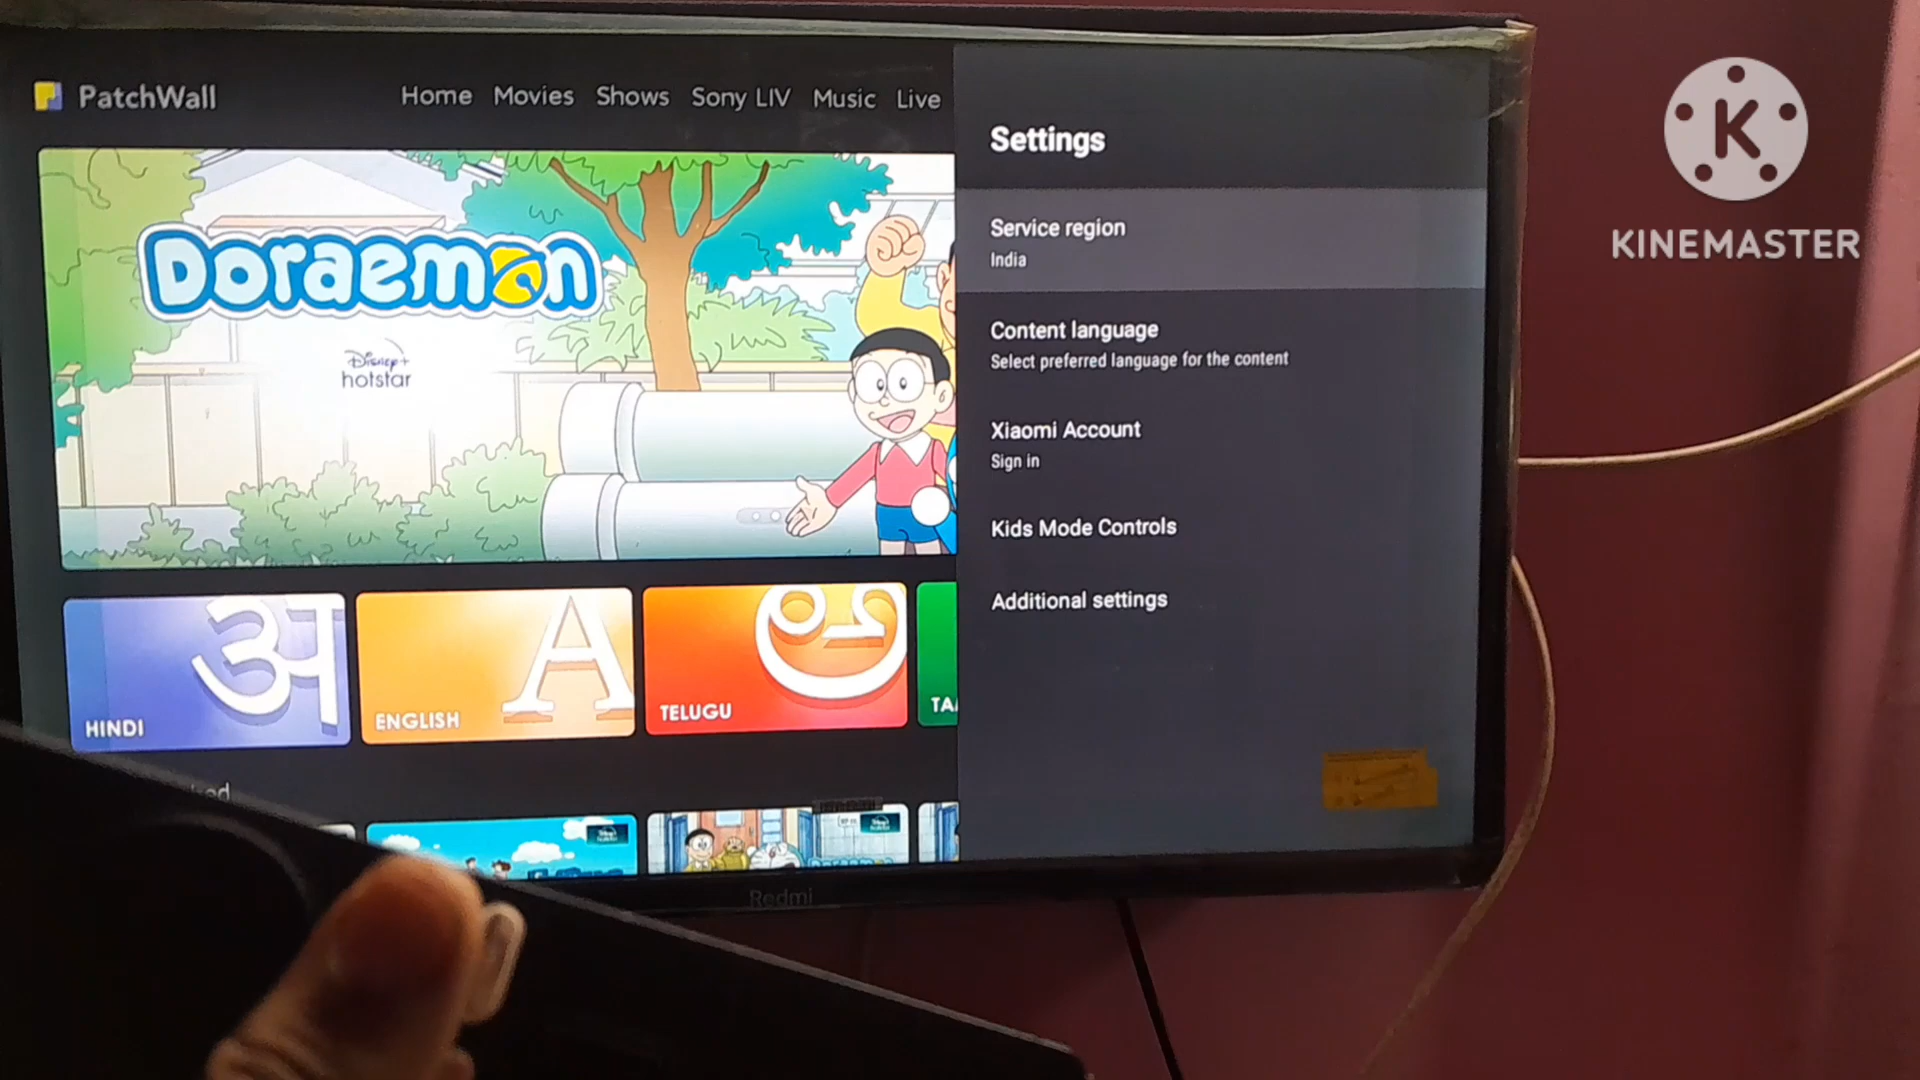 PatchWall
Home Movies Shows Sony LIV Music Live
Doraemon
Disney+
hotstar
HINDI
अ
ENGLISH
A
TELUGU
అ
TA
Redmi
Settings
Service region
India
Content language
Select preferred language for the content
Xiaomi Account
Sign in
Kids Mode Controls
Additional settings
K
KINEMASTER